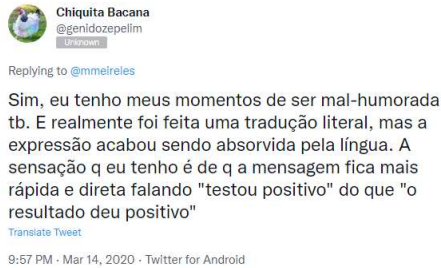 Chiquita Bacana
@genidozepelim
Unknown
Replying to @mmeireles
Sim, eu tenho meus momentos de ser mal-humorada
tb. E realmente foi feita uma tradução literal, mas a
expressão acabou sendo absorvida pela língua. A
sensação q eu tenho é de q a mensagem fica mais
rápida e direta falando "testou positivo" do que "o
resultado deu positivo"
Translate Tweet
9:57 PM · Mar 14, 2020 · Twitter for Android